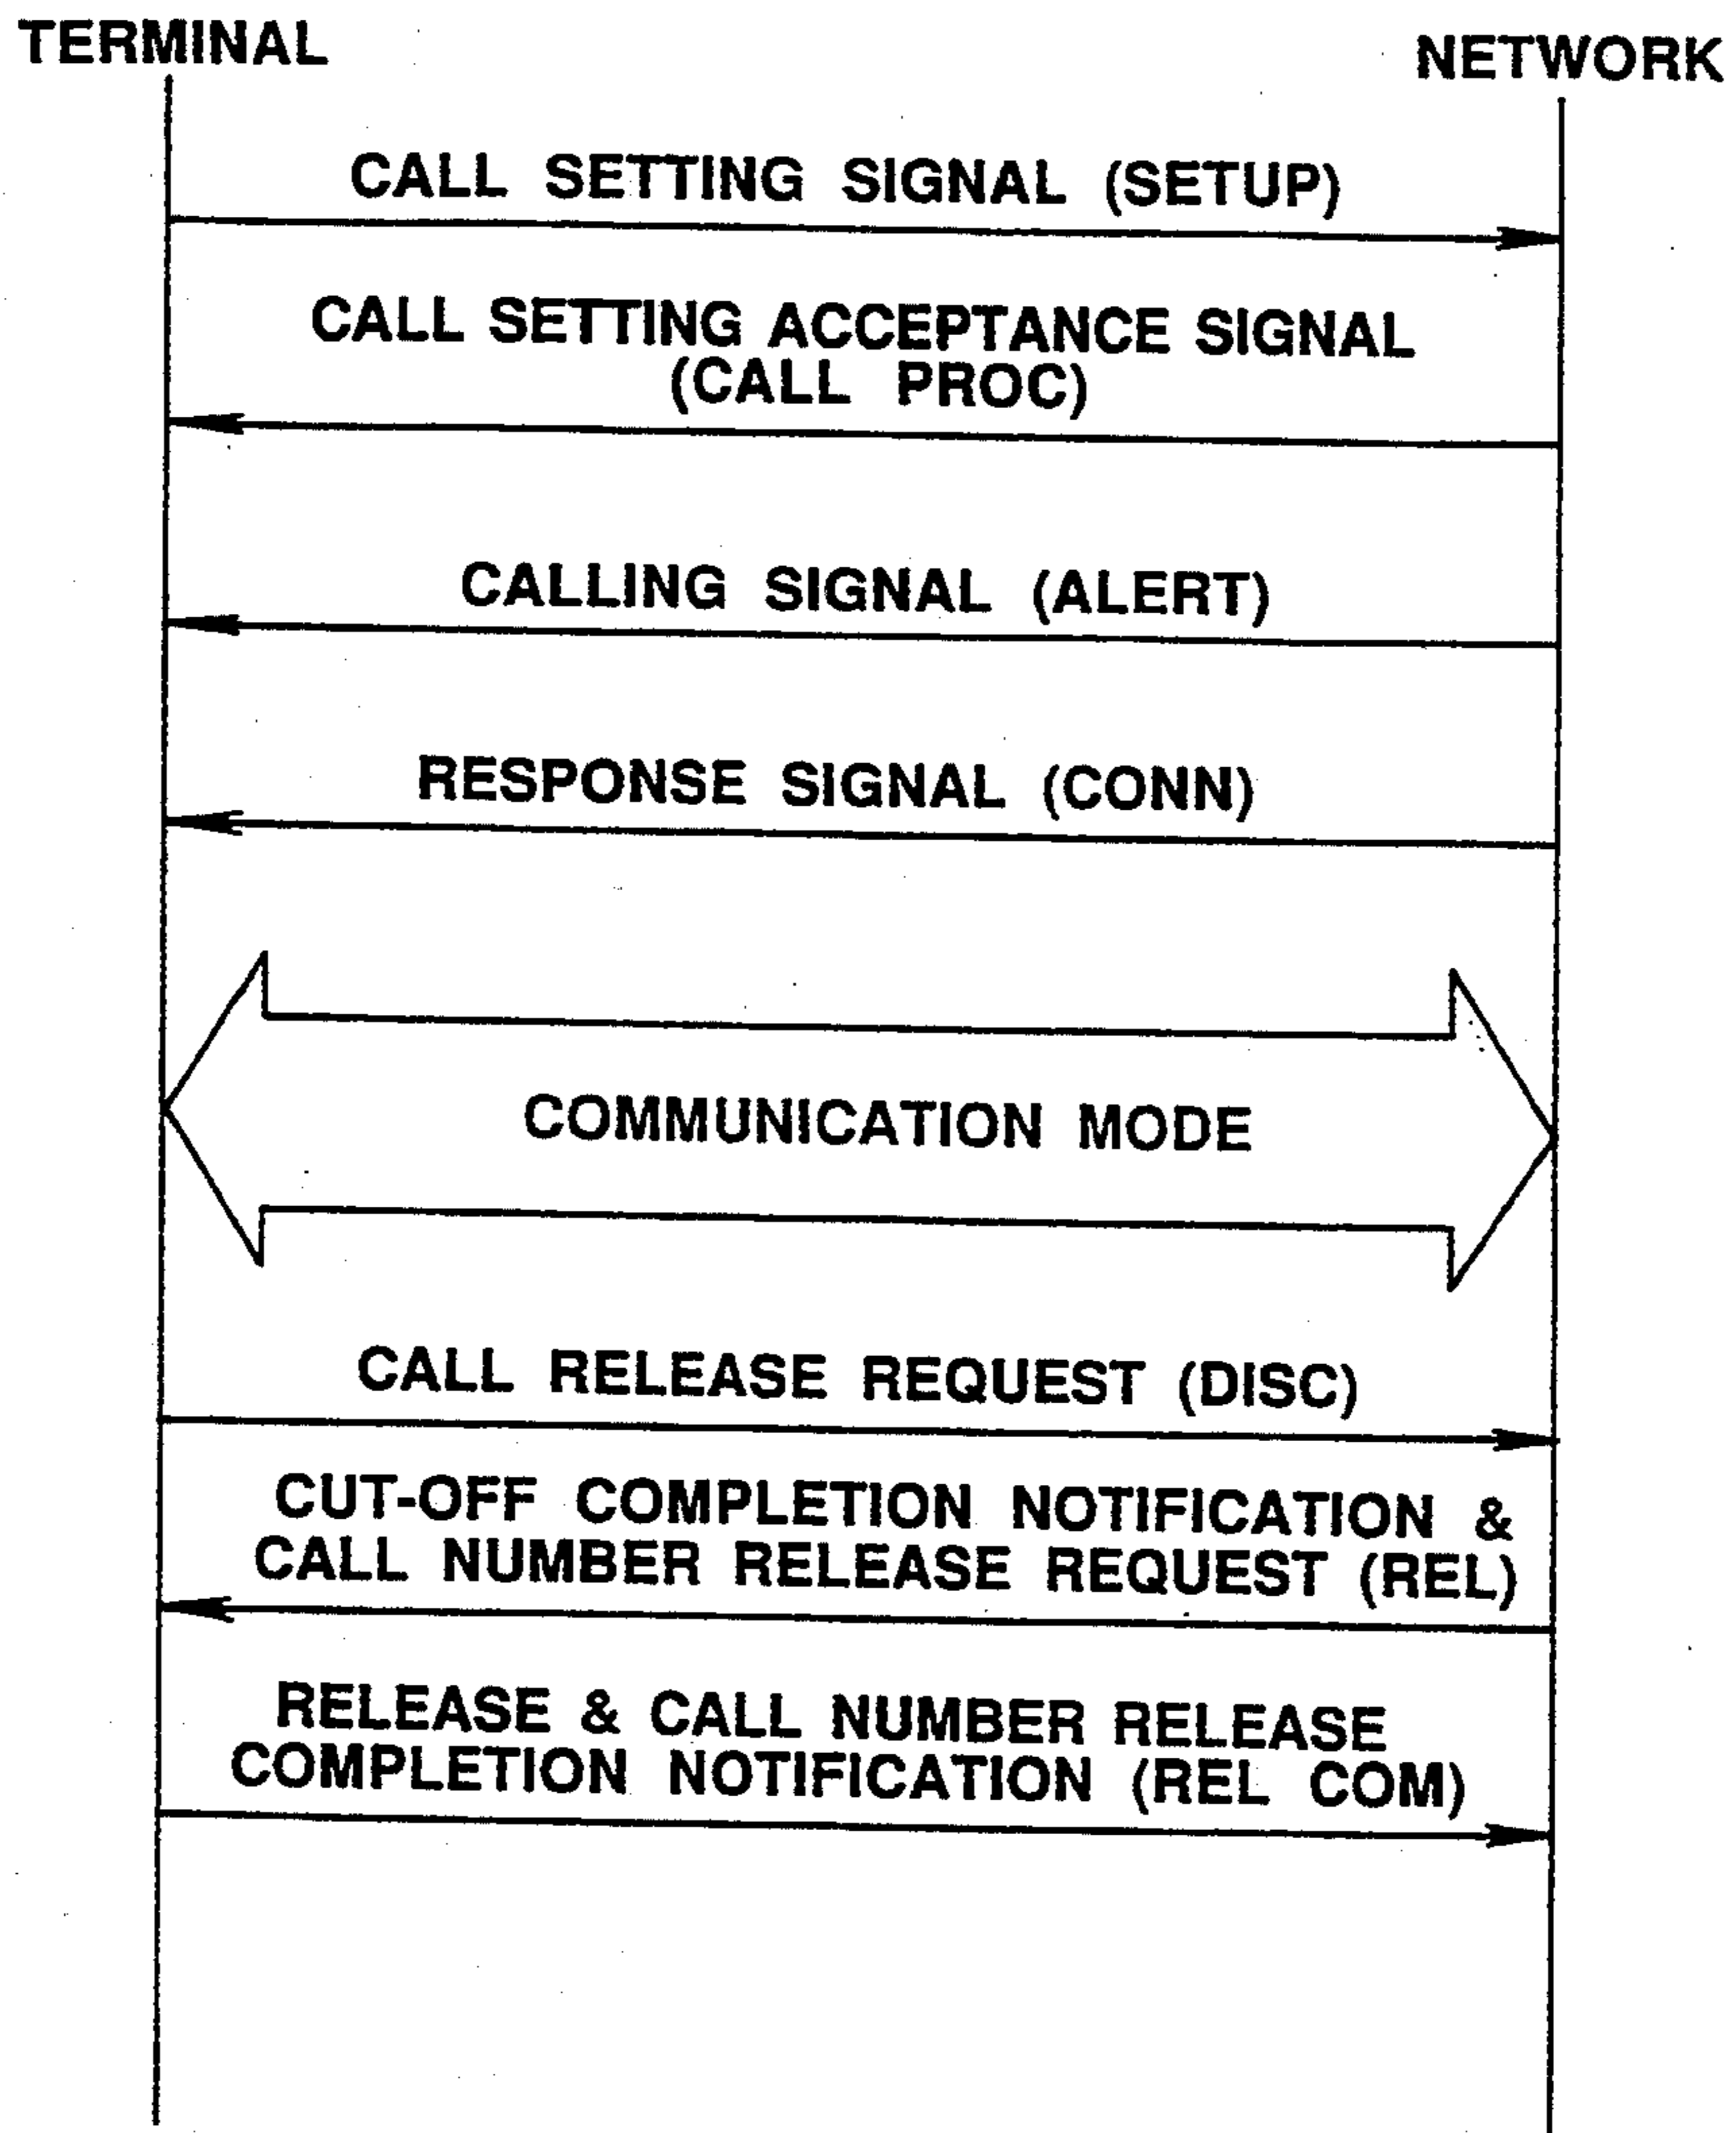 TERMINAL
NETWORK
CALL SETTING SIGNAL (SETUP)
CALL SETTING ACCEPTANCE SIGNAL
(CALL PROC)
CALLING SIGNAL (ALERT)
RESPONSE SIGNAL (CONN)
COMMUNICATION MODE
CALL RELEASE REQUEST (DISC)
CUT-OFF COMPLETION NOTIFICATION &
CALL NUMBER RELEASE REQUEST (REL)
RELEASE & CALL NUMBER RELEASE
COMPLETION NOTIFICATION (REL COM)